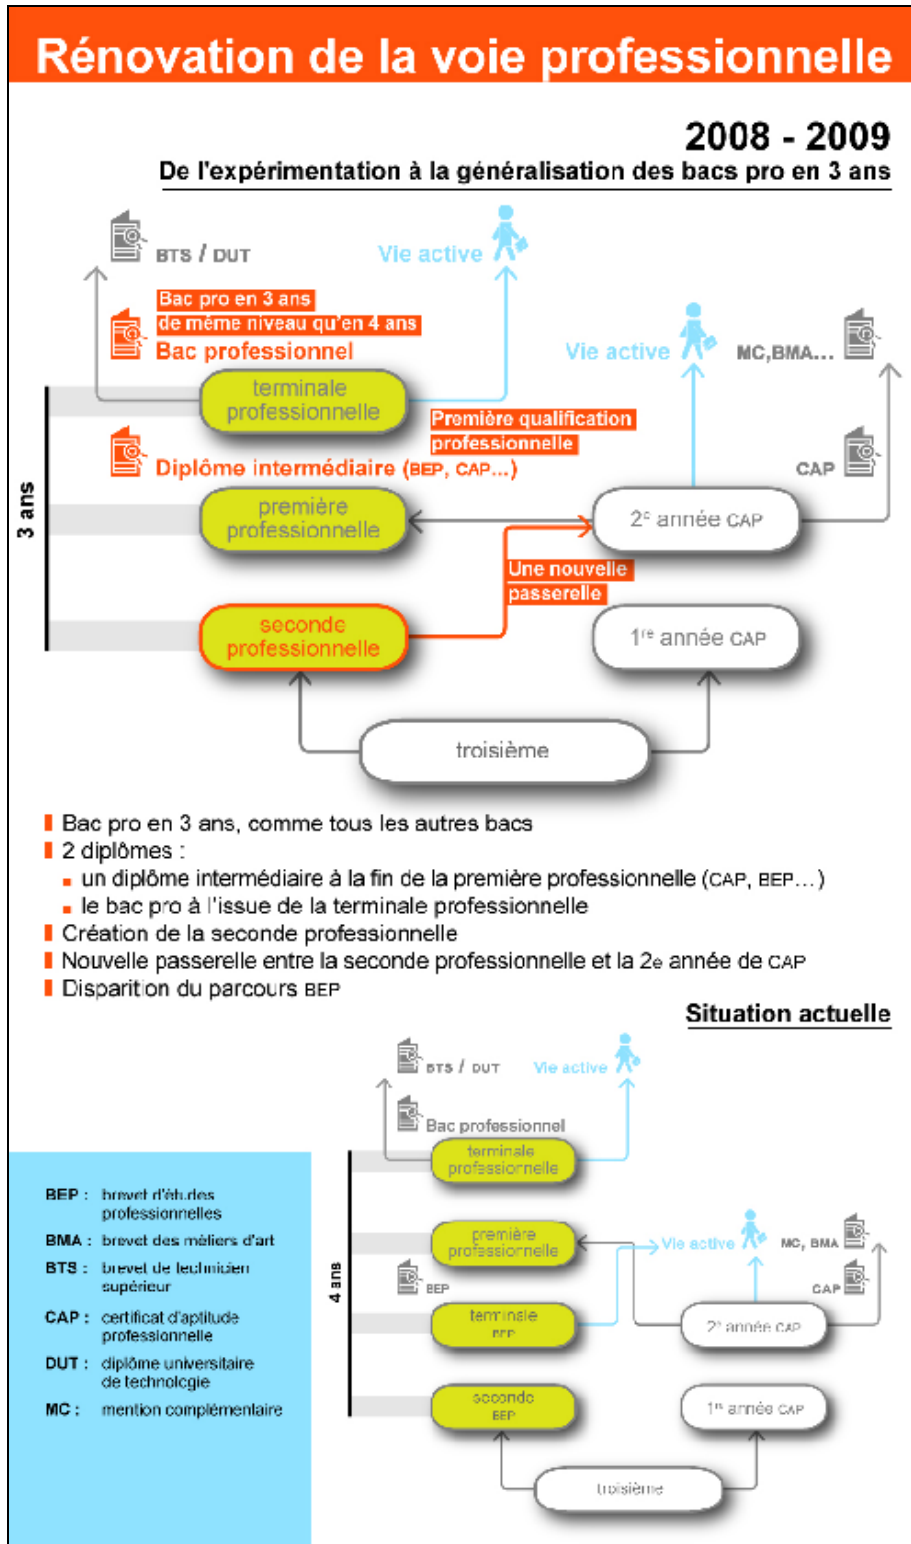 Rénovation de la voie professionnelle
2008 - 2009
De l'expérimentation à la généralisation des bacs pro en 3 ans
BTS / DUT
Vie active
Bac pro en 3 ans
de même niveau qu'en 4 ans
Bac professionnel
Vie active
MC,BMA...
terminale
professionnelle
Première qualification
professionnelle
Diplôme intermédiaire (BEP, CAP...)
CAP
3 ans
première
professionnelle
2e année CAP
Une nouvelle
passerelle
seconde
professionnelle
1re année CAP
troisième
Bac pro en 3 ans, comme tous les autres bacs
2 diplômes :
un diplôme intermédiaire à la fin de la première professionnelle (CAP, BEP...)
le bac pro à l'issue de la terminale professionnelle
Création de la seconde professionnelle
Nouvelle passerelle entre la seconde professionnelle et la 2e année de CAP
Disparition du parcours BEP
Situation actuelle
BTS / DUT
Vie active
Bac professionnel
terminale
professionnelle
première
professionnelle
Vie active
MC, BMA
4 ans
BEP
CAP
terminale
BEP
2e année CAP
seconde
BEP
1re année CAP
troisième
BEP : brevet d'études
professionnelles
BMA : brevet des métiers d'art
BTS : brevet de technicien
supérieur
CAP : certificat d'aptitude
professionnelle
DUT : diplôme universitaire
de technologie
MC : mention complémentaire